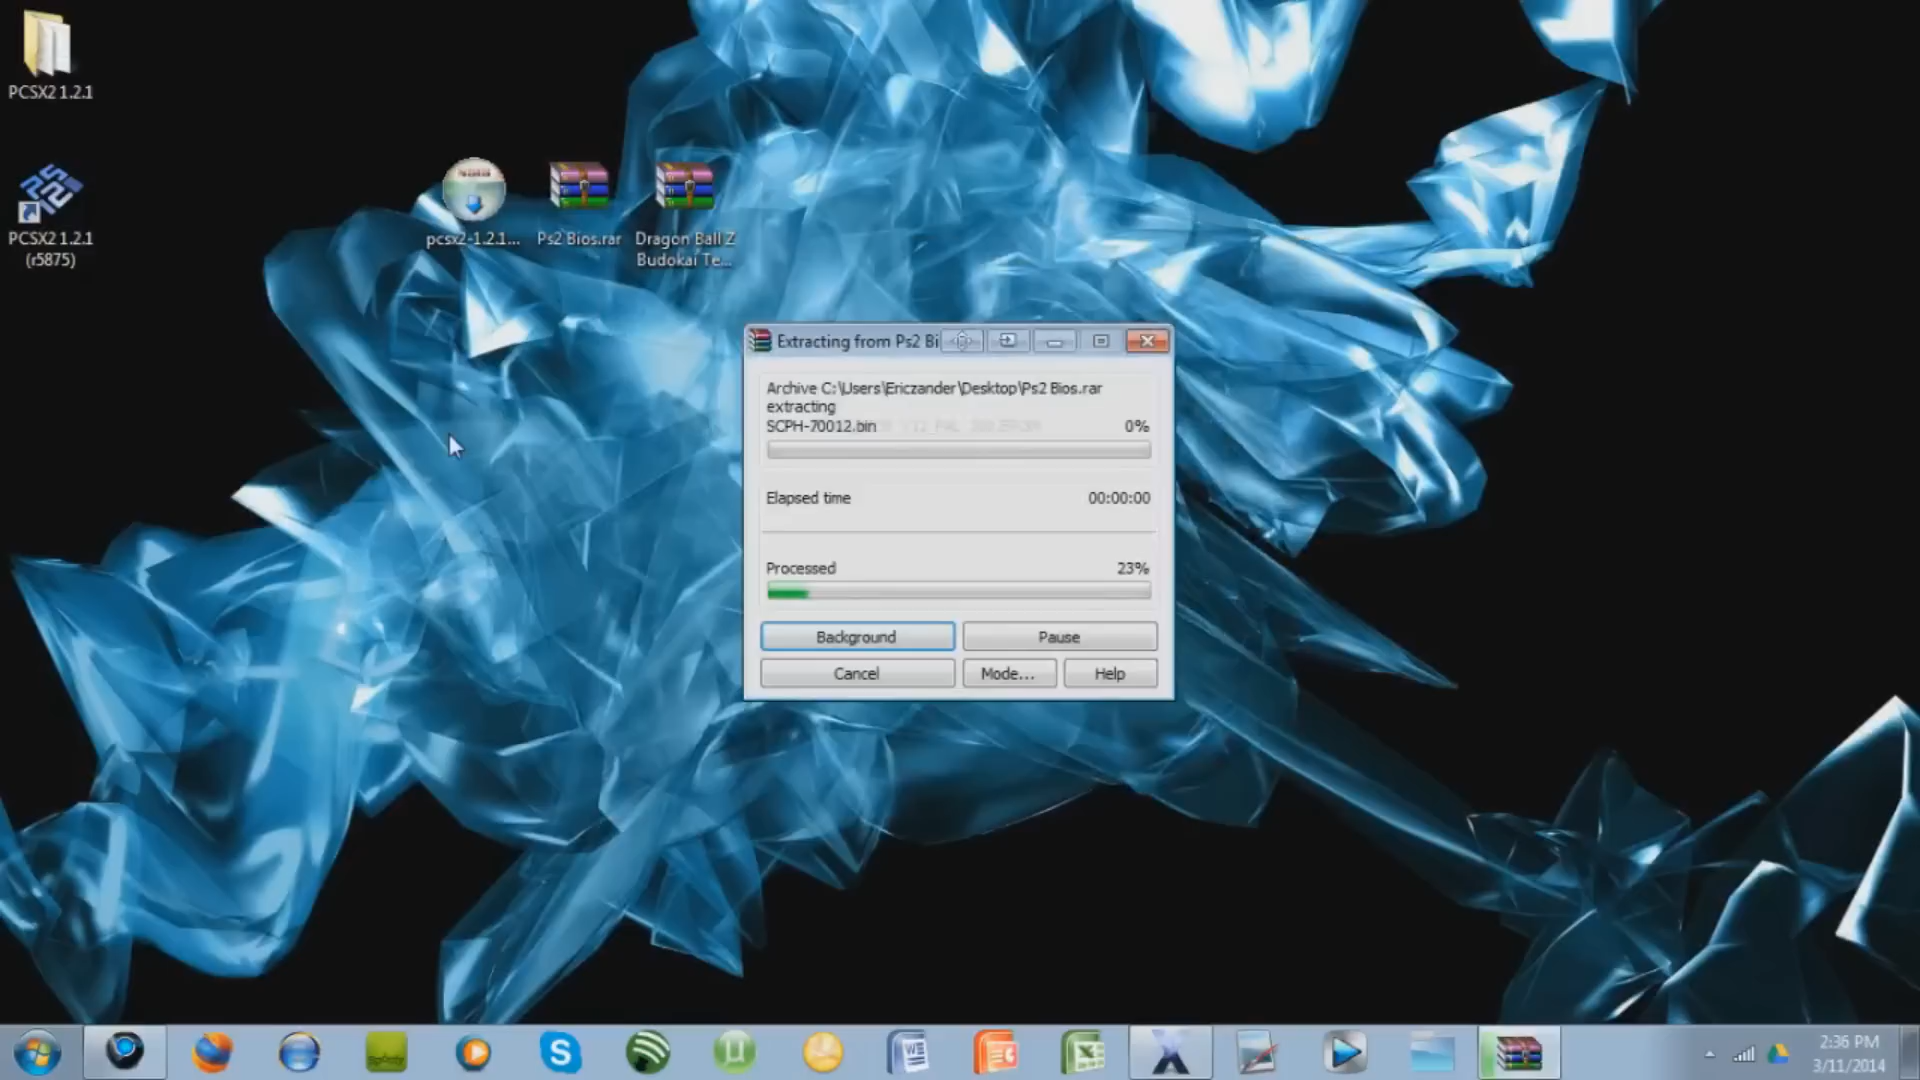 PCSX2 1.2.1
PCSX2 1.2.1
(r5875)
pcsx2-1.2.1...
Ps2 Bios.rar
Dragon Ball Z
Budokai Te...
Extracting from Ps2 Bi
Archive C:\Users\Ericzander\Desktop\Ps2 Bios.rar
extracting
SCPH-70012.bin 0%
Elapsed time 00:00:00
Processed 23%
Background Pause
Cancel Mode... Help
2:36 PM
3/11/2014